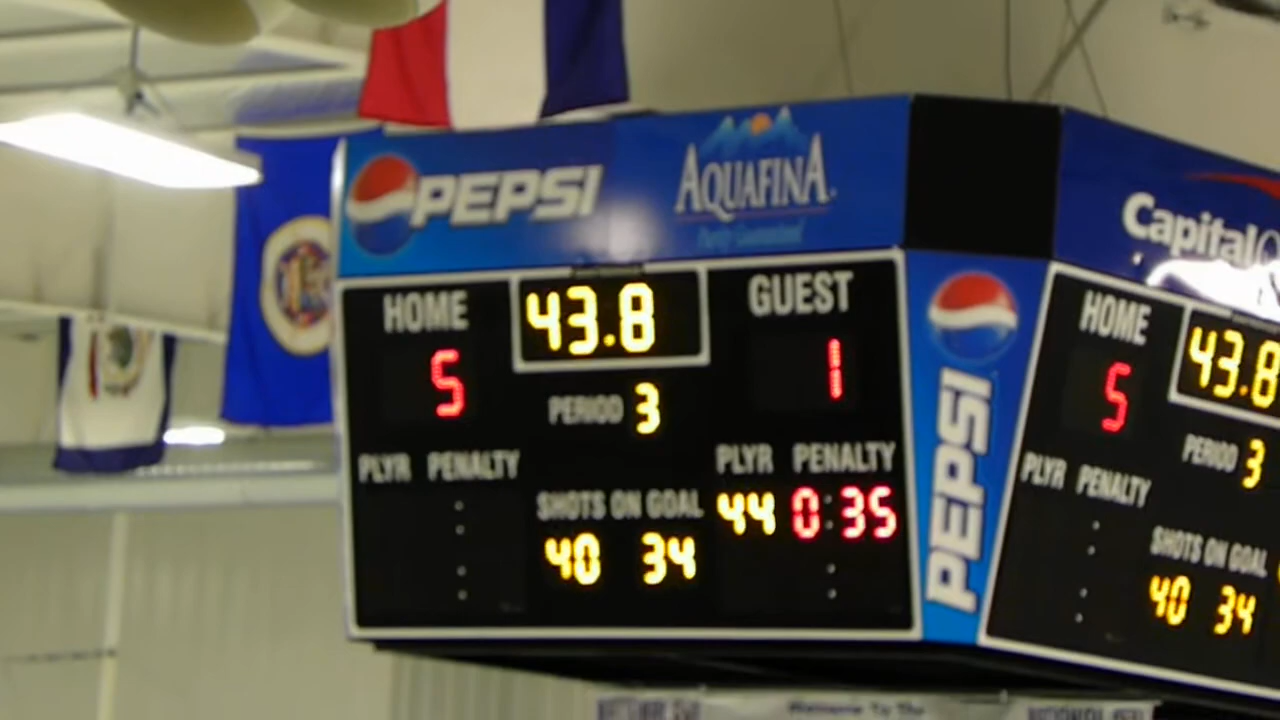 PEPSI AQUAFINA
HOME 43.8 GUEST
5 1
PERIOD 3
PLYR PENALTY PLYR PENALTY
SHOTS ON GOAL 44 0:35
40 34
PEPSI
Capital
HOME 43.8
5
PERIOD 3
PLYR PENALTY
SHOTS ON GOAL
40 34